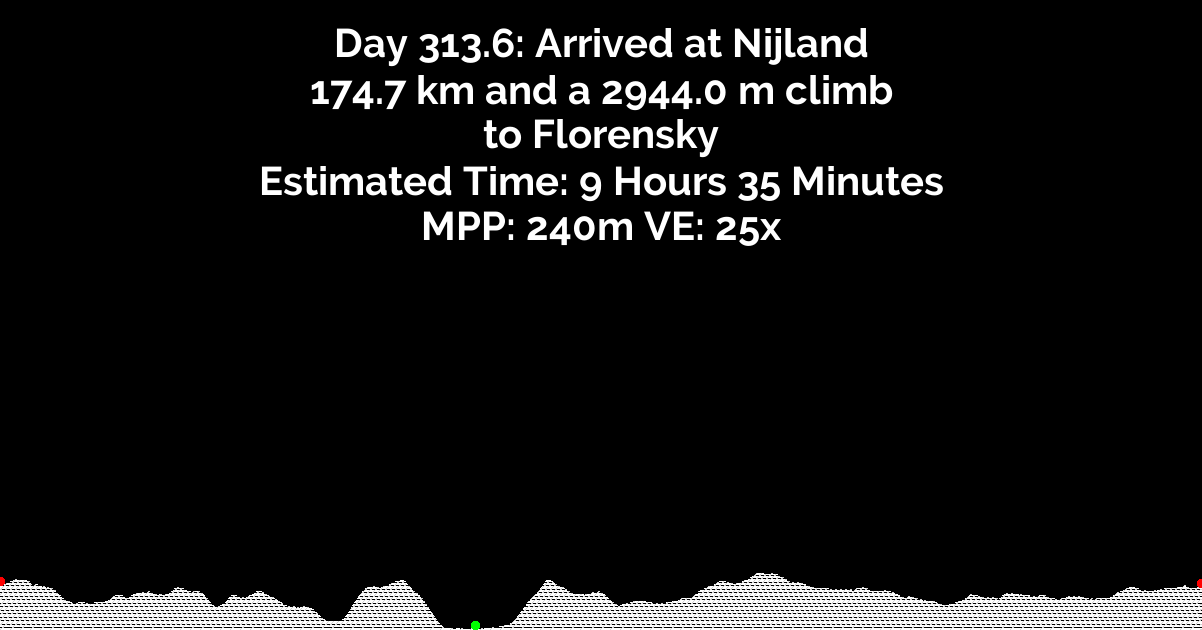 Day 313.6: Arrived at Nijland
174.7 km and a 2944.0 m climb
to Florensky
Estimated Time: 9 Hours 35 Minutes
MPP: 240m VE: 25x